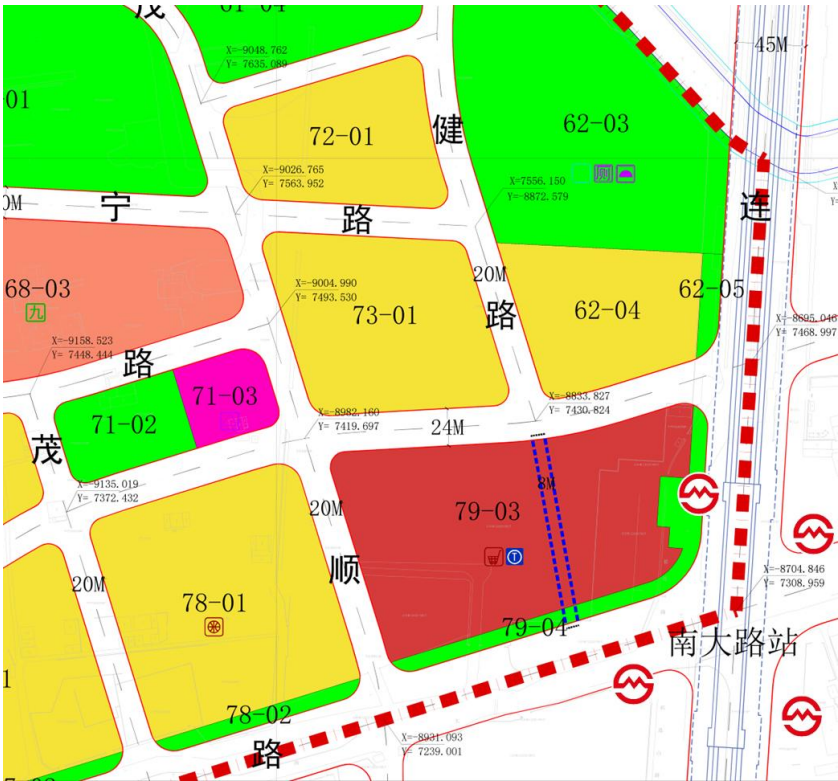 茂
61-04
X=-9048.762
Y= 7635.089
45M
-01
72-01
健
62-03
厕
X=-9026.765
Y= 7563.952
X=7556.150
Y=-8872.579
0M
宁
路
连
68-03
九
X=-9004.990
Y= 7493.530
20M
路
62-05
62-04
73-01
X=-8695.046
Y= 7468.997
X=-9158.523
Y= 7448.444
路
71-03
71-02
X=-8982.160
Y= 7419.697
X=-8833.827
Y= 7430.824
24M
茂
X=-9135.019
Y= 7372.432
8M
20M
79-03
T
顺
X=-8704.846
Y= 7308.959
20M
78-01
79-04
南大路站
1
78-02
路
X=-8931.093
Y= 7239.001